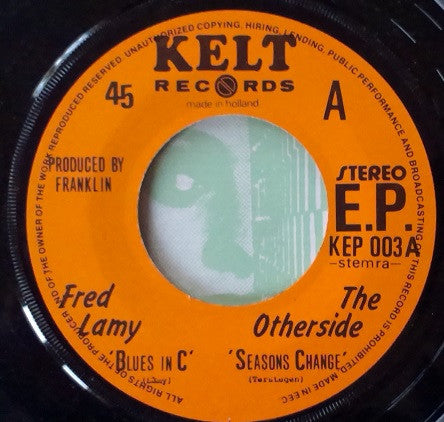 UNAUTHORIZED COPYING, HIRING, LENDING, PUBLIC PERFORMANCE AND BROADCASTING OF THIS RECORD IS PROHIBITED. MADE IN EEC
ALL RIGHTS OF THE PRODUCER AND OF THE OWNER OF THE WORK REPRODUCED RESERVED.
KELT
RECORDS
made in holland
45
A
PRODUCED BY
FRANKLIN
STEREO
E.P.
KEP 003 A
-stemra-
Fred
Lamy
'BLUES IN C'
(Lamy)
The
Otherside
'SEASONS CHANGE'
(Terstegen)